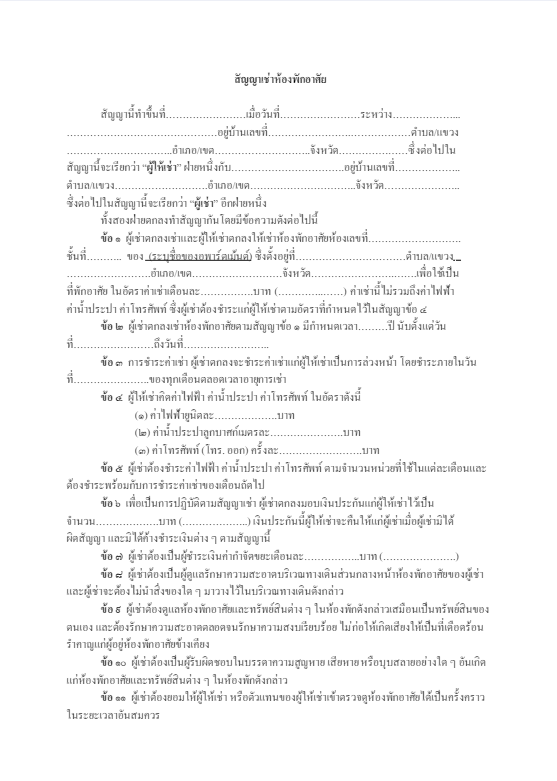 สัญญาเช่าห้องพักอาศัย
สัญญานี้ทำขึ้นที่……………………เมื่อวันที่……………………ระหว่าง………………...
………………………………………อยู่บ้านเลขที่……………………………………ตำบล/แขวง
…………………………..อำเภอ/เขต………………………..จังหวัด…………………ซึ่งต่อไปใน
สัญญานี้จะเรียกว่า “ผู้ให้เช่า” ฝ่ายหนึ่งกับ……………………………..อยู่บ้านเลขที่………………..
ตำบล/แขวง……………………….อำเภอ/เขต…………………………..จังหวัด…………………..
ซึ่งต่อไปในสัญญานี้จะเรียกว่า “ผู้เช่า” อีกฝ่ายหนึ่ง
ทั้งสองฝ่ายตกลงทำสัญญากันโดยมีข้อความดังต่อไปนี้
ข้อ ๑ ผู้เช่าตกลงเช่าและผู้ให้เช่าตกลงให้เช่าห้องพักอาศัยห้องเลขที่……………………….
ชั้นที่……….. ของ (ระบุชื่อของอพาร์ตเม้นต์) ซึ่งตั้งอยู่ที่……………………………ตำบล/แขวง
…………………….อำเภอ/เขต………………………จังหวัด…………………………..เพื่อใช้เป็น
ที่พักอาศัย ในอัตราค่าเช่าเดือนละ…………….บาท (………………) ค่าเช่านี้ไม่รวมถึงค่าไฟฟ้า
ค่าน้ำประปา ค่าโทรศัพท์ ซึ่งผู้เช่าต้องชำระแก่ผู้ให้เช่าตามอัตราที่กำหนดไว้ในสัญญาข้อ ๔
ข้อ ๒ ผู้เช่าตกลงเช่าห้องพักอาศัยตามสัญญาข้อ ๑ มีกำหนดเวลา………ปี นับตั้งแต่วัน
ที่…………………..ถึงวันที่……………………..
ข้อ ๓ การชำระค่าเช่า ผู้เช่าตกลงจะชำระค่าเช่าแก่ผู้ให้เช่าเป็นการล่วงหน้า โดยชำระภายในวัน
ที่………………….ของทุกเดือนตลอดเวลาอายุการเช่า
ข้อ ๔ ผู้ให้เช่าคิดค่าไฟฟ้า ค่าน้ำประปา ค่าโทรศัพท์ ในอัตราดังนี้
(๑) ค่าไฟฟ้ายูนิตละ……………….บาท
(๒) ค่าน้ำประปาลูกบาศก์เมตรละ…………………บาท
(๓) ค่าโทรศัพท์ (โทร. ออก) ครั้งละ…………………….บาท
ข้อ ๕ ผู้เช่าต้องชำระค่าไฟฟ้า ค่าน้ำประปา ค่าโทรศัพท์ ตามจำนวนหน่วยที่ใช้ในแต่ละเดือนและ
ต้องชำระพร้อมกับการชำระค่าเช่าของเดือนถัดไป
ข้อ ๖ เพื่อเป็นการปฏิบัติตามสัญญาเช่า ผู้เช่าตกลงมอบเงินประกันแก่ผู้ให้เช่าไว้เป็น
จำนวน……………….บาท (………………..) เงินประกันนี้ผู้ให้เช่าจะคืนให้แก่ผู้เช่าเมื่อผู้เช่ามิได้
ผิดสัญญา และมิได้ค้างชำระเงินต่าง ๆ ตามสัญญานี้
ข้อ ๗ ผู้เช่าต้องเป็นผู้ชำระเงินค่ากำจัดขยะเดือนละ……………..บาท (………………….)
ข้อ ๘ ผู้เช่าต้องเป็นผู้ดูแลรักษาความสะอาดบริเวณทางเดินส่วนกลางหน้าห้องพักอาศัยของผู้เช่า
และผู้เช่าจะต้องไม่นำสิ่งของใด ๆ มาวางไว้ในบริเวณทางเดินดังกล่าว
ข้อ ๙ ผู้เช่าต้องดูแลห้องพักอาศัยและทรัพย์สินต่าง ๆ ในห้องพักดังกล่าวเสมือนเป็นทรัพย์สินของ
ตนเอง และต้องรักษาความสะอาดตลอดจนรักษาความสงบเรียบร้อย ไม่ก่อให้เกิดเสียงให้เป็นที่เดือดร้อน
รำคาญแก่ผู้อยู่ห้องพักอาศัยข้างเคียง
ข้อ ๑๐ ผู้เช่าต้องเป็นผู้รับผิดชอบในบรรดาความสูญหาย เสียหาย หรือบุบสลายอย่างใด ๆ อันเกิด
แก่ห้องพักอาศัยและทรัพย์สินต่าง ๆ ในห้องพักดังกล่าว
ข้อ ๑๑ ผู้เช่าต้องยอมให้ผู้ให้เช่า หรือตัวแทนของผู้ให้เช่าเข้าตรวจดูห้องพักอาศัยได้เป็นครั้งคราว
ในระยะเวลาอันสมควร